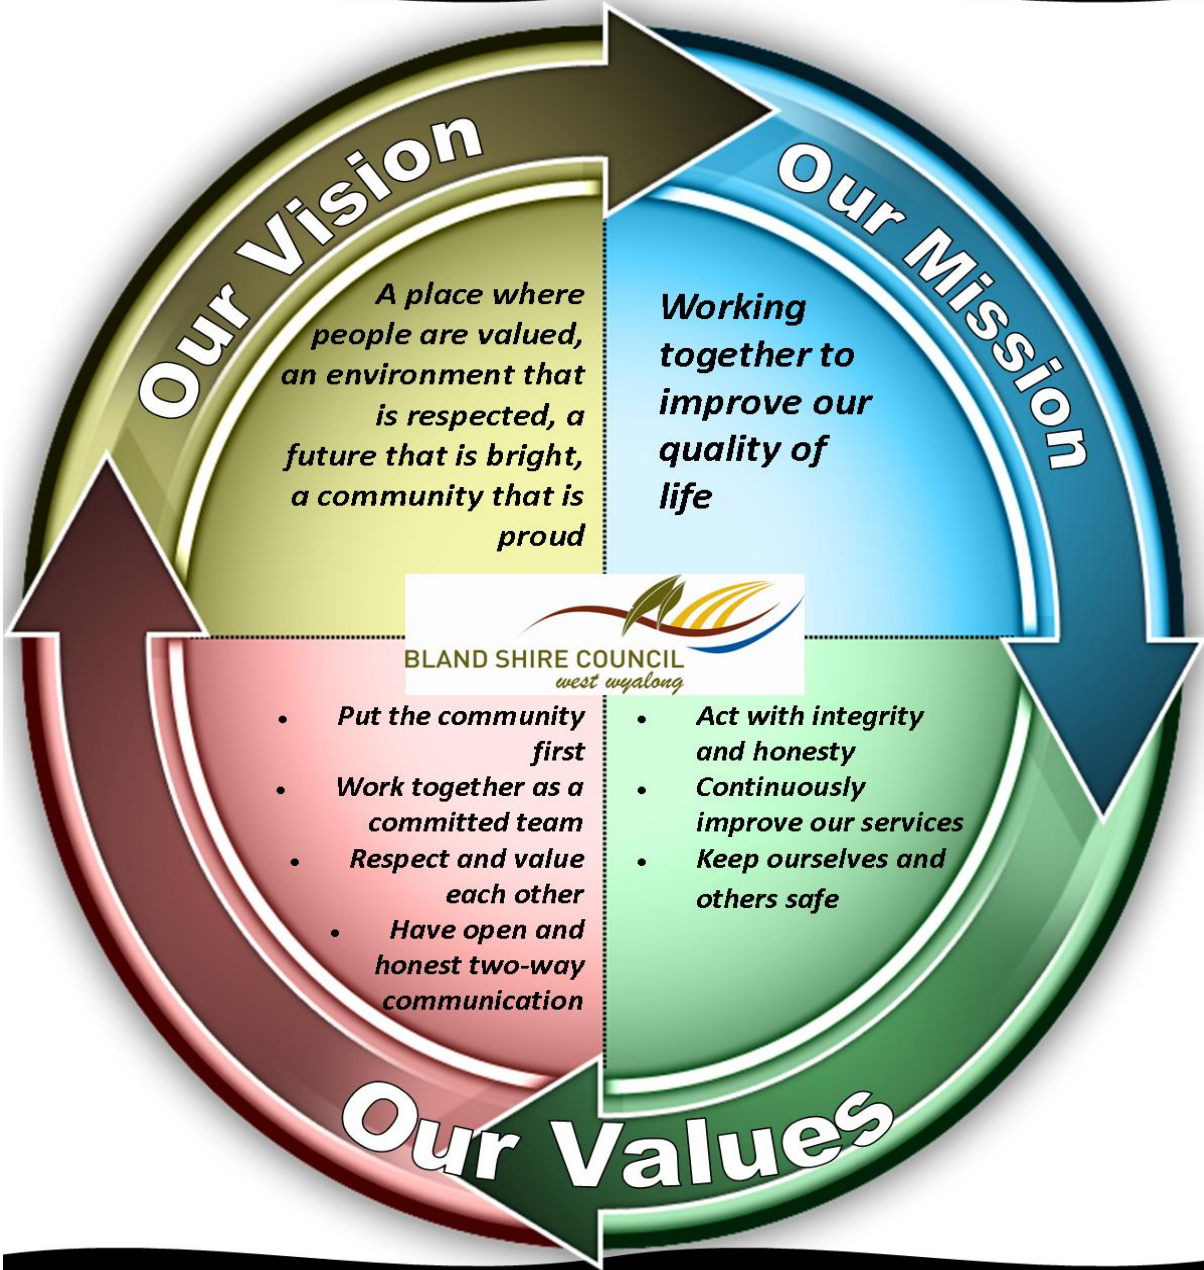 Our Vision
A place where
people are valued,
an environment that
is respected, a
future that is bright,
a community that is
proud
Our Mission
Working
together to
improve our
quality of
life
BLAND SHIRE COUNCIL
west wyalong
• Put the community
first
• Work together as a
committed team
• Respect and value
each other
• Have open and
honest two-way
communication
• Act with integrity
and honesty
• Continuously
improve our services
• Keep ourselves and
others safe
Our Values